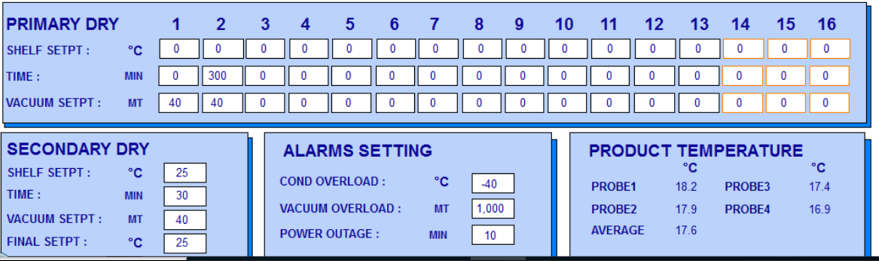 PRIMARY DRY 1 2 3 4 5 6 7 8 9 10 11 12 13 14 15 16
SHELF SETPT : °C 0 0 0 0 0 0 0 0 0 0 0 0 0 0 0 0
TIME : MIN 0 300 0 0 0 0 0 0 0 0 0 0 0 0 0 0
VACUUM SETPT : MT 40 40 0 0 0 0 0 0 0 0 0 0 0 0 0 0
SECONDARY DRY
SHELF SETPT : °C 25
TIME : MIN 30
VACUUM SETPT : MT 40
FINAL SETPT : °C 25
ALARMS SETTING
COND OVERLOAD : °C -40
VACUUM OVERLOAD : MT 1,000
POWER OUTAGE : MIN 10
PRODUCT TEMPERATURE
°C °C
PROBE1 18.2 PROBE3 17.4
PROBE2 17.9 PROBE4 16.9
AVERAGE 17.6